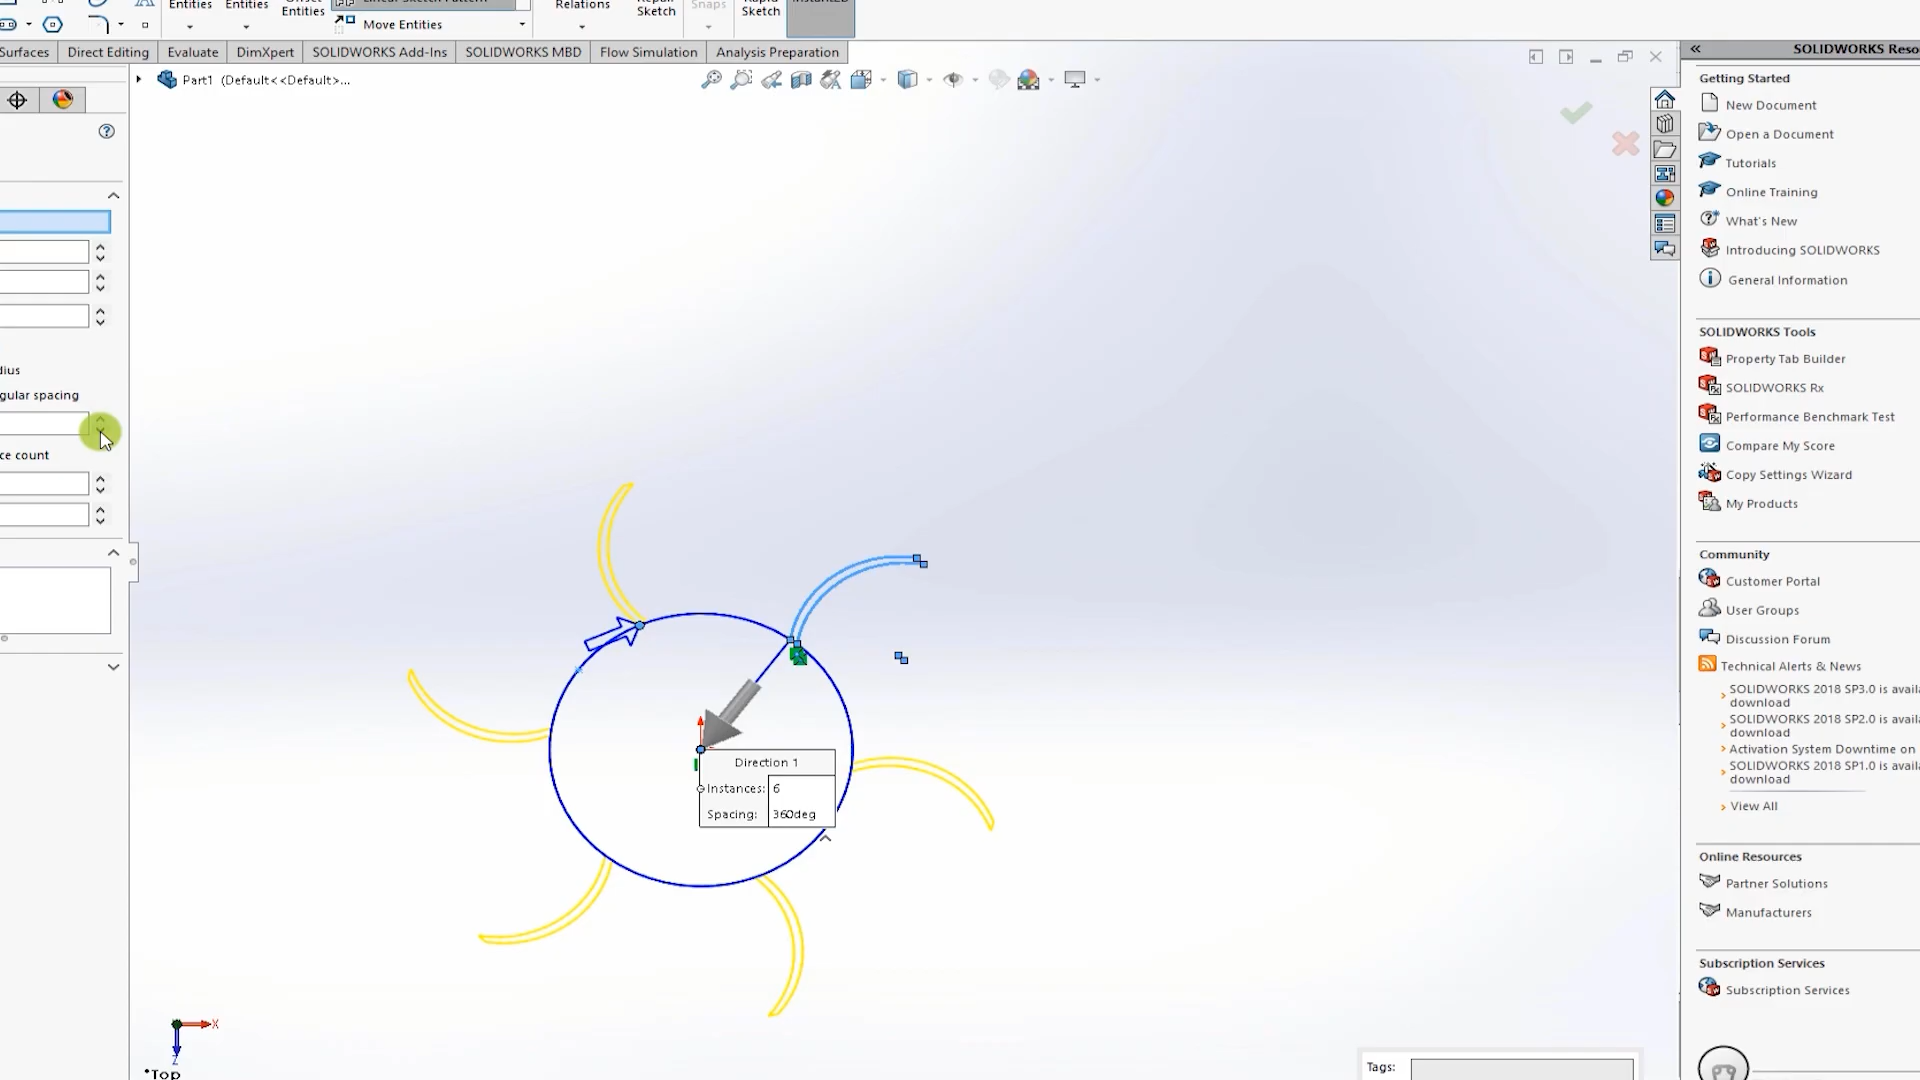 Entities
Entities
Entities
Move Entities
Relations
Sketch
Snaps
Sketch
Surfaces
Direct Editing
Evaluate
DimXpert
SOLIDWORKS Add-Ins
SOLIDWORKS MBD
Flow Simulation
Analysis Preparation
Part1 (Default<<Default>...
dius
gular spacing
ce count
Direction 1
Instances: 6
Spacing: 360deg
X
Z
*Top
Tags:
SOLIDWORKS Reso
Getting Started
New Document
Open a Document
Tutorials
Online Training
What's New
Introducing SOLIDWORKS
General Information
SOLIDWORKS Tools
Property Tab Builder
SOLIDWORKS Rx
Performance Benchmark Test
Compare My Score
Copy Settings Wizard
My Products
Community
Customer Portal
User Groups
Discussion Forum
Technical Alerts & News
SOLIDWORKS 2018 SP3.0 is availa
download
SOLIDWORKS 2018 SP2.0 is availa
download
Activation System Downtime on
SOLIDWORKS 2018 SP1.0 is availa
download
View All
Online Resources
Partner Solutions
Manufacturers
Subscription Services
Subscription Services